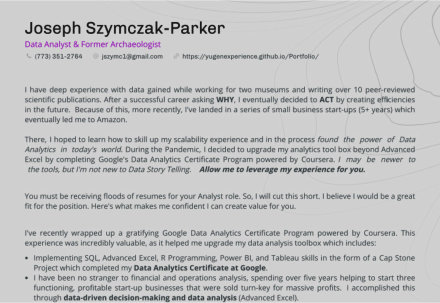 Joseph Szymczak-Parker
Data Analyst & Former Archaeologist
(773) 351-2764 jszymc1@gmail.com https://yugenexperience.github.io/Portfolio/
I have deep experience with data gained while working for two museums and writing over 10 peer-reviewed
scientific publications. After a successful career asking WHY, I eventually decided to ACT by creating efficiencies
in the future. Because of this, more recently, I've landed in a series of small business start-ups (5+ years) which
eventually led me to Amazon.
There, I hoped to learn how to skill up my scalability experience and in the process found the power of Data
Analytics in today's world. During the Pandemic, I decided to upgrade my analytics tool box beyond Advanced
Excel by completing Google's Data Analytics Certificate Program powered by Coursera. I may be newer to
the tools, but I'm not new to Data Story Telling. Allow me to leverage my experience for you.
You must be receiving floods of resumes for your Analyst role. So, I will cut this short. I believe I would be a great
fit for the position. Here's what makes me confident I can create value for you.
I've recently wrapped up a gratifying Google Data Analytics Certificate Program powered by Coursera. This
experience was incredibly valuable, as it helped me upgrade my data analysis toolbox which includes:
• Implementing SQL, Advanced Excel, R Programming, Power BI, and Tableau skills in the form of a Cap Stone
Project which completed my Data Analytics Certificate at Google.
• I have been no stranger to financial and operations analysis, spending over five years helping to start three
functioning, profitable start-up businesses that were sold turn-key for massive profits. I accomplished this
through data-driven decision-making and data analysis (Advanced Excel).